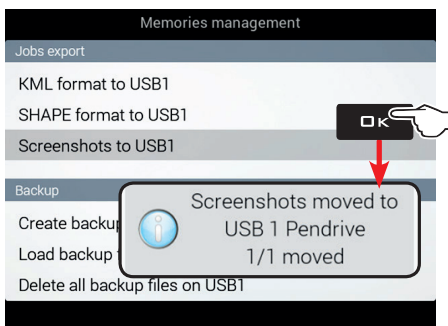 Memories management
Jobs export
KML format to USB1
SHAPE format to USB1
OK
Screenshots to USB1
Backup
Screenshots moved to
USB 1 Pendrive
1/1 moved
Create backup
Load backup
Delete all backup files on USB1